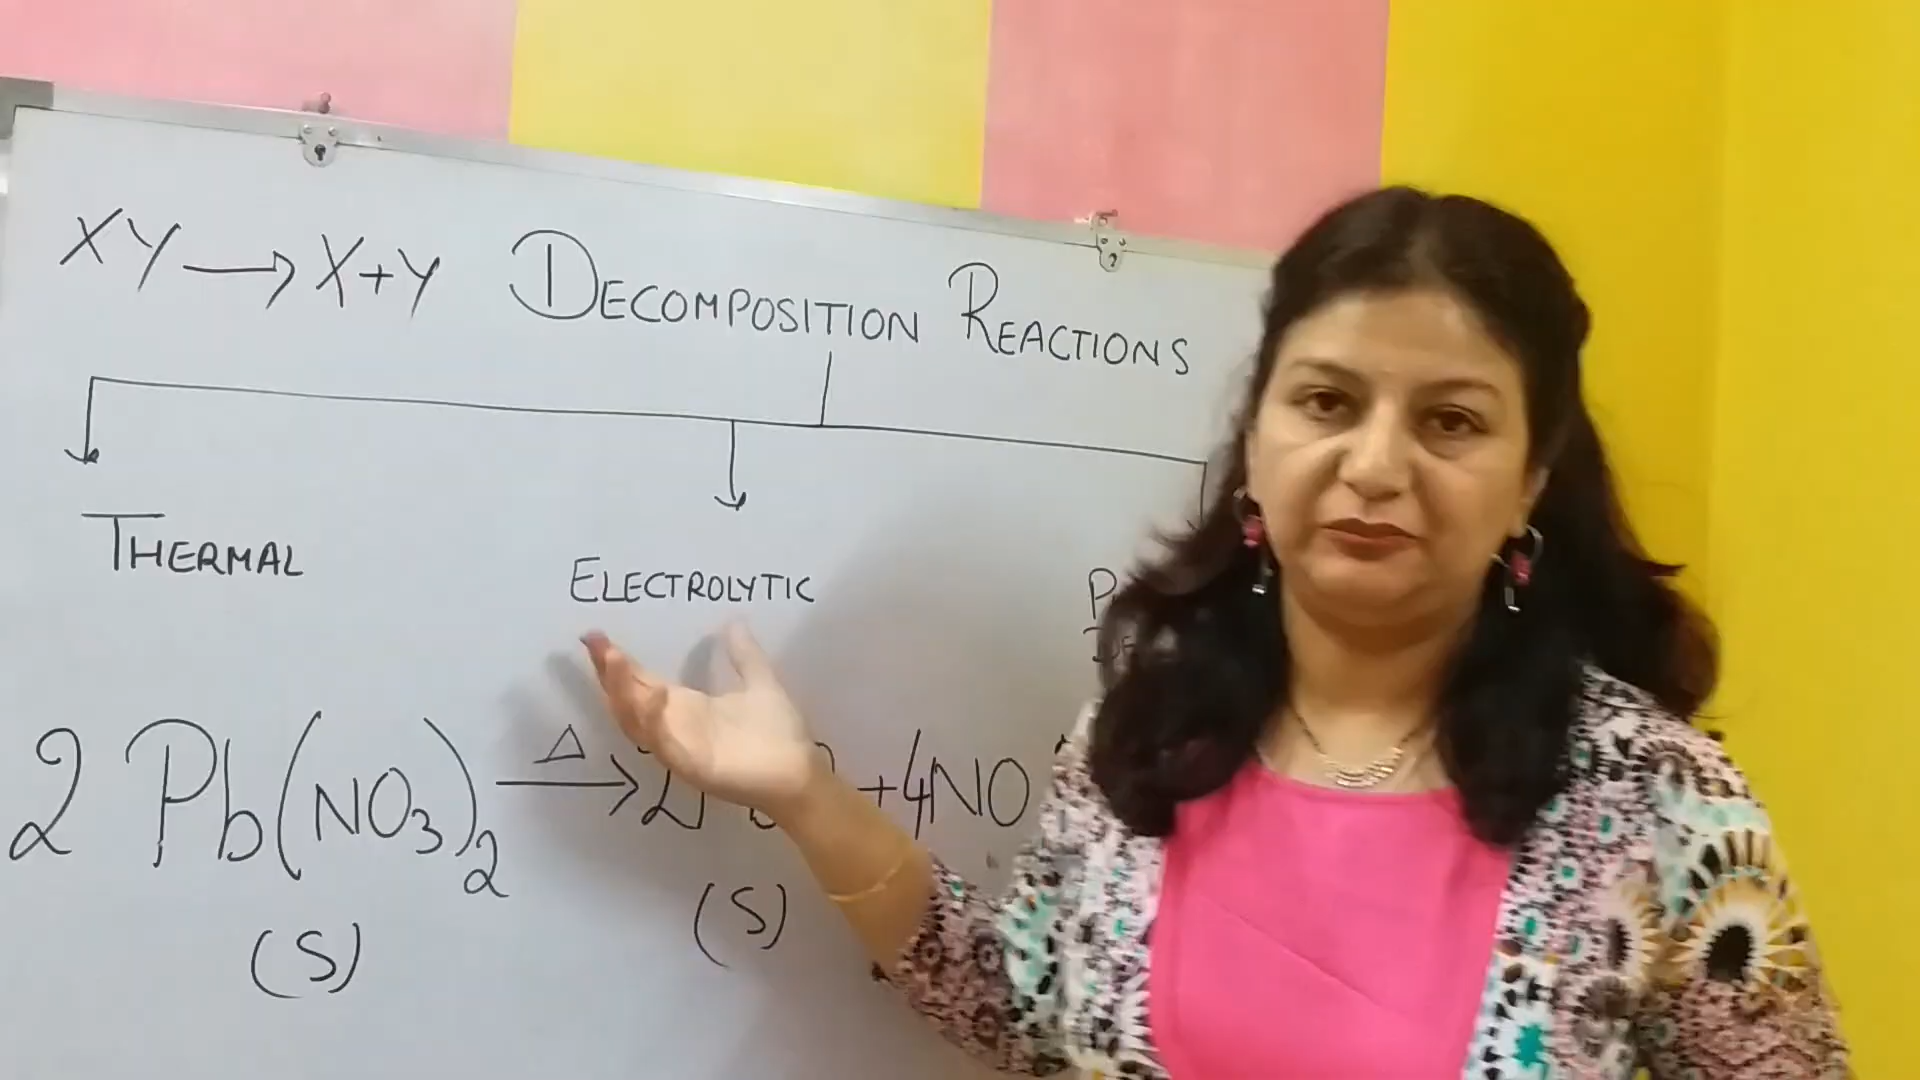 XY → X+Y DECOMPOSITION REACTIONS
THERMAL
ELECTROLYTIC
2 Pb(NO3)2 Δ→ 2 +4NO
(S) (S)